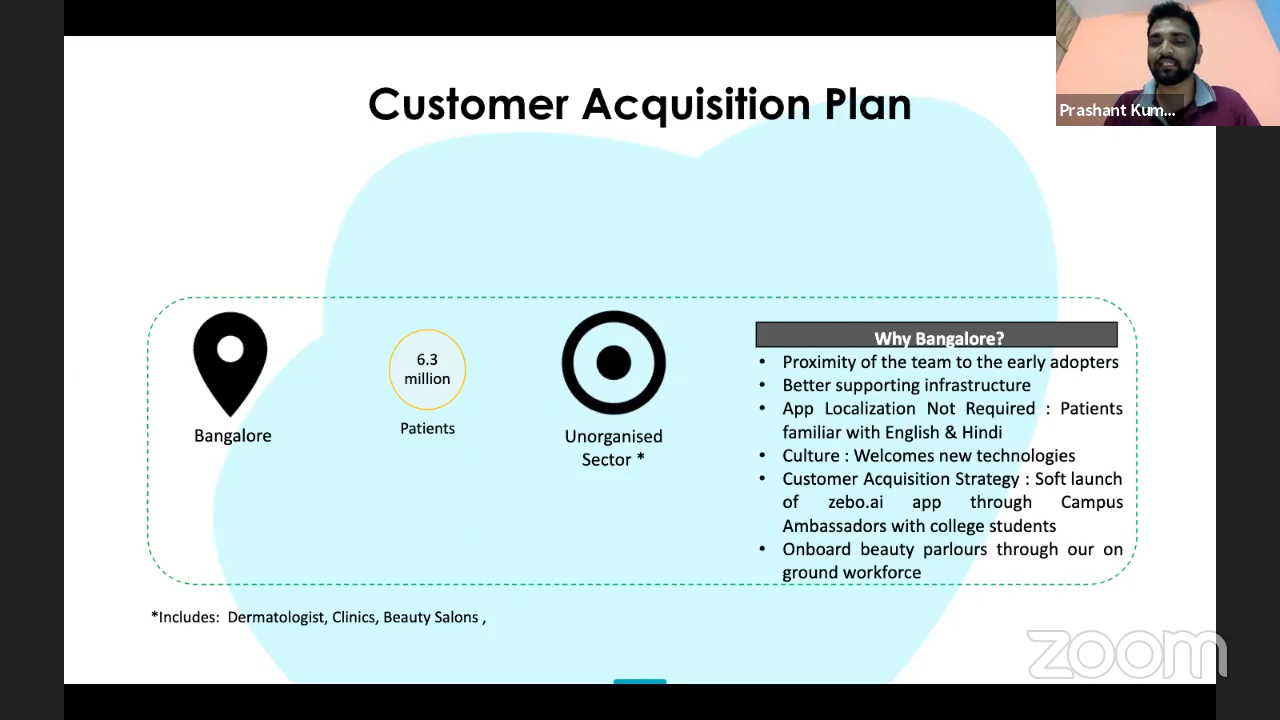 Customer Acquisition Plan
Prashant Kum...
Bangalore
6.3
million
Patients
Unorganised
Sector *
Why Bangalore?
• Proximity of the team to the early adopters
• Better supporting infrastructure
• App Localization Not Required : Patients
familiar with English & Hindi
• Culture : Welcomes new technologies
• Customer Acquisition Strategy : Soft launch
of zebo.ai app through Campus
Ambassadors with college students
• Onboard beauty parlours through our on
ground workforce
*Includes: Dermatologist, Clinics, Beauty Salons ,
zoom